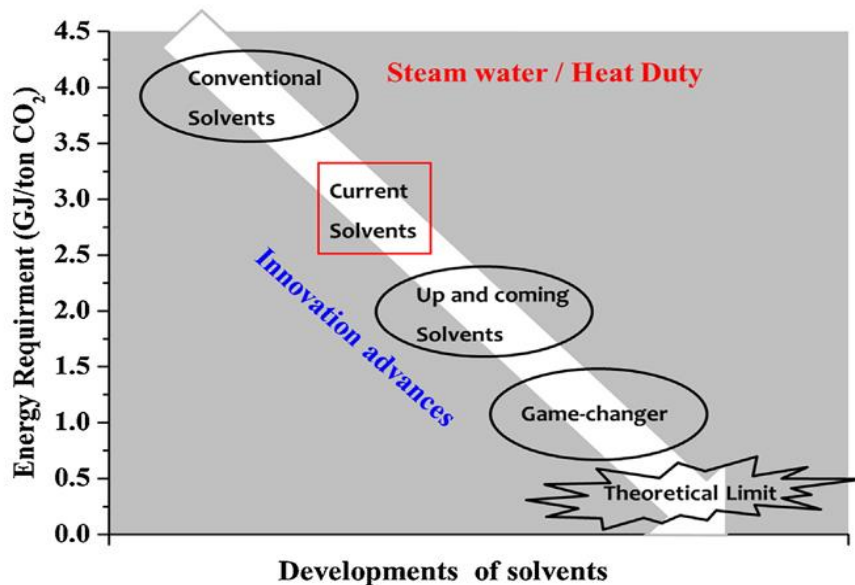 Energy Requirment (GJ/ton CO₂)
4.5
4.0
3.5
3.0
2.5
2.0
1.5
1.0
0.5
0.0
Steam water / Heat Duty
Conventional
Solvents
Current
Solvents
Innovation advances
Up and coming
Solvents
Game-changer
Theoretical Limit
Developments of solvents